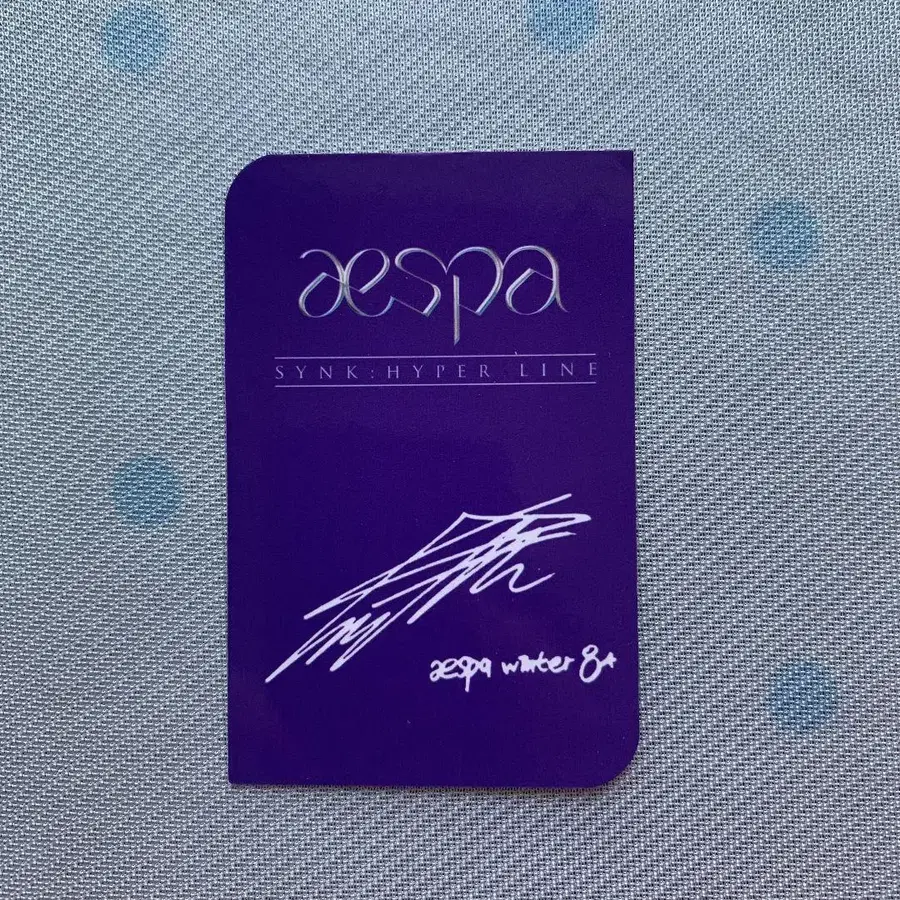 aespa
SYNK : HYPER LINE
aespa winter